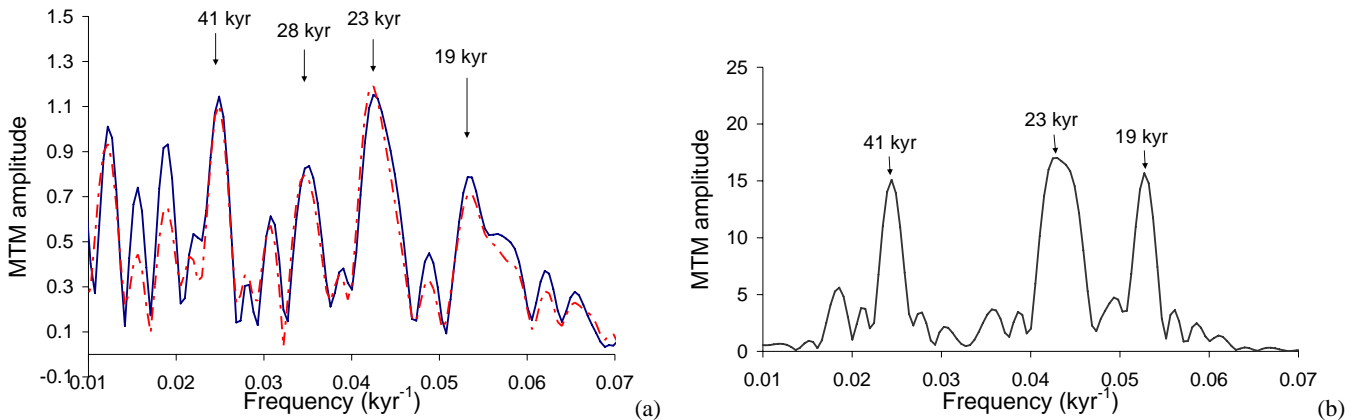 1.5
1.3
1.1
0.9
0.7
0.5
0.3
0.1
-0.1
MTM amplitude
41 kyr
28 kyr
23 kyr
19 kyr
0.01 0.02 0.03 0.04 0.05 0.06 0.07
Frequency (kyr⁻¹)
(a)
25
20
15
10
5
0
MTM amplitude
41 kyr
23 kyr
19 kyr
0.01 0.02 0.03 0.04 0.05 0.06 0.07
Frequency (kyr⁻¹)
(b)